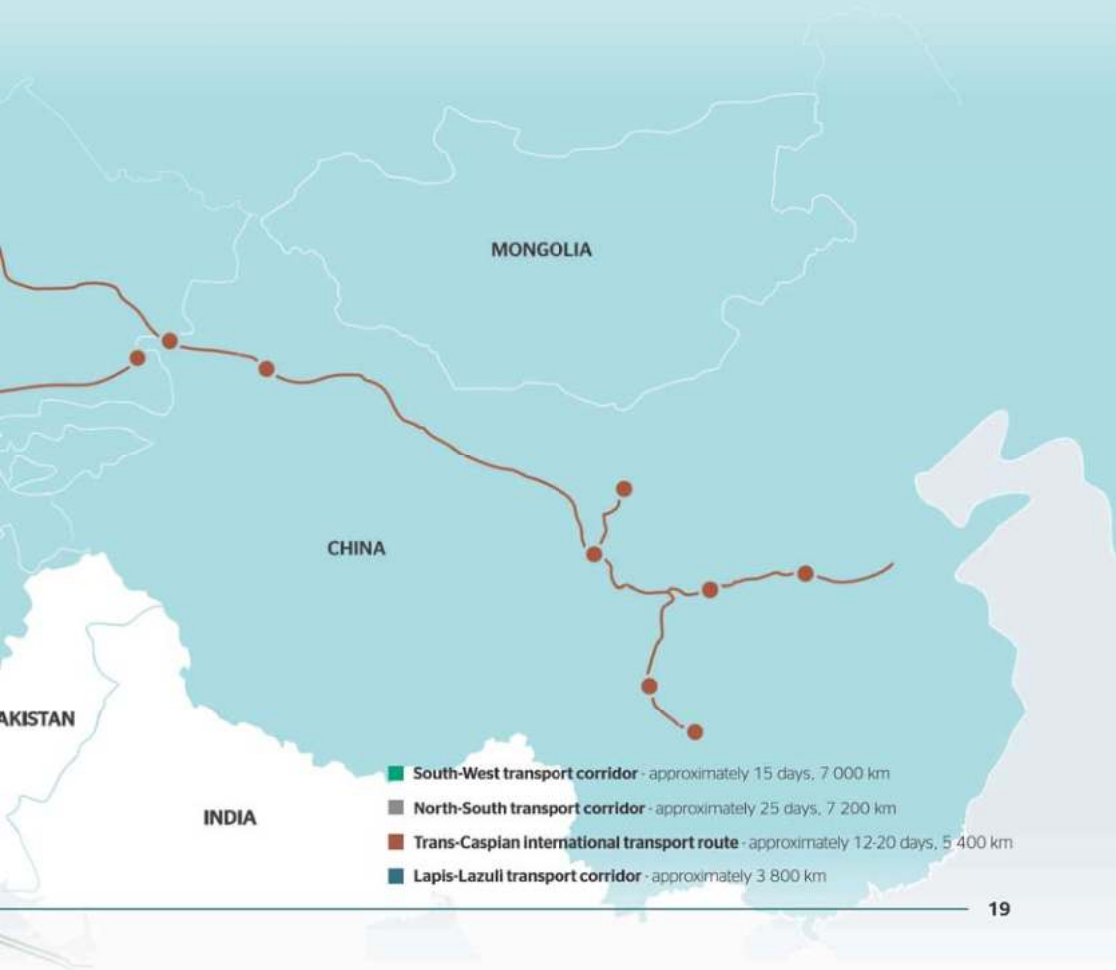 MONGOLIA
CHINA
AKISTAN
INDIA
South-West transport corridor - approximately 15 days, 7 000 km
North-South transport corridor - approximately 25 days, 7 200 km
Trans-Caspian international transport route - approximately 12-20 days, 5 400 km
Lapis-Lazuli transport corridor - approximately 3 800 km
19